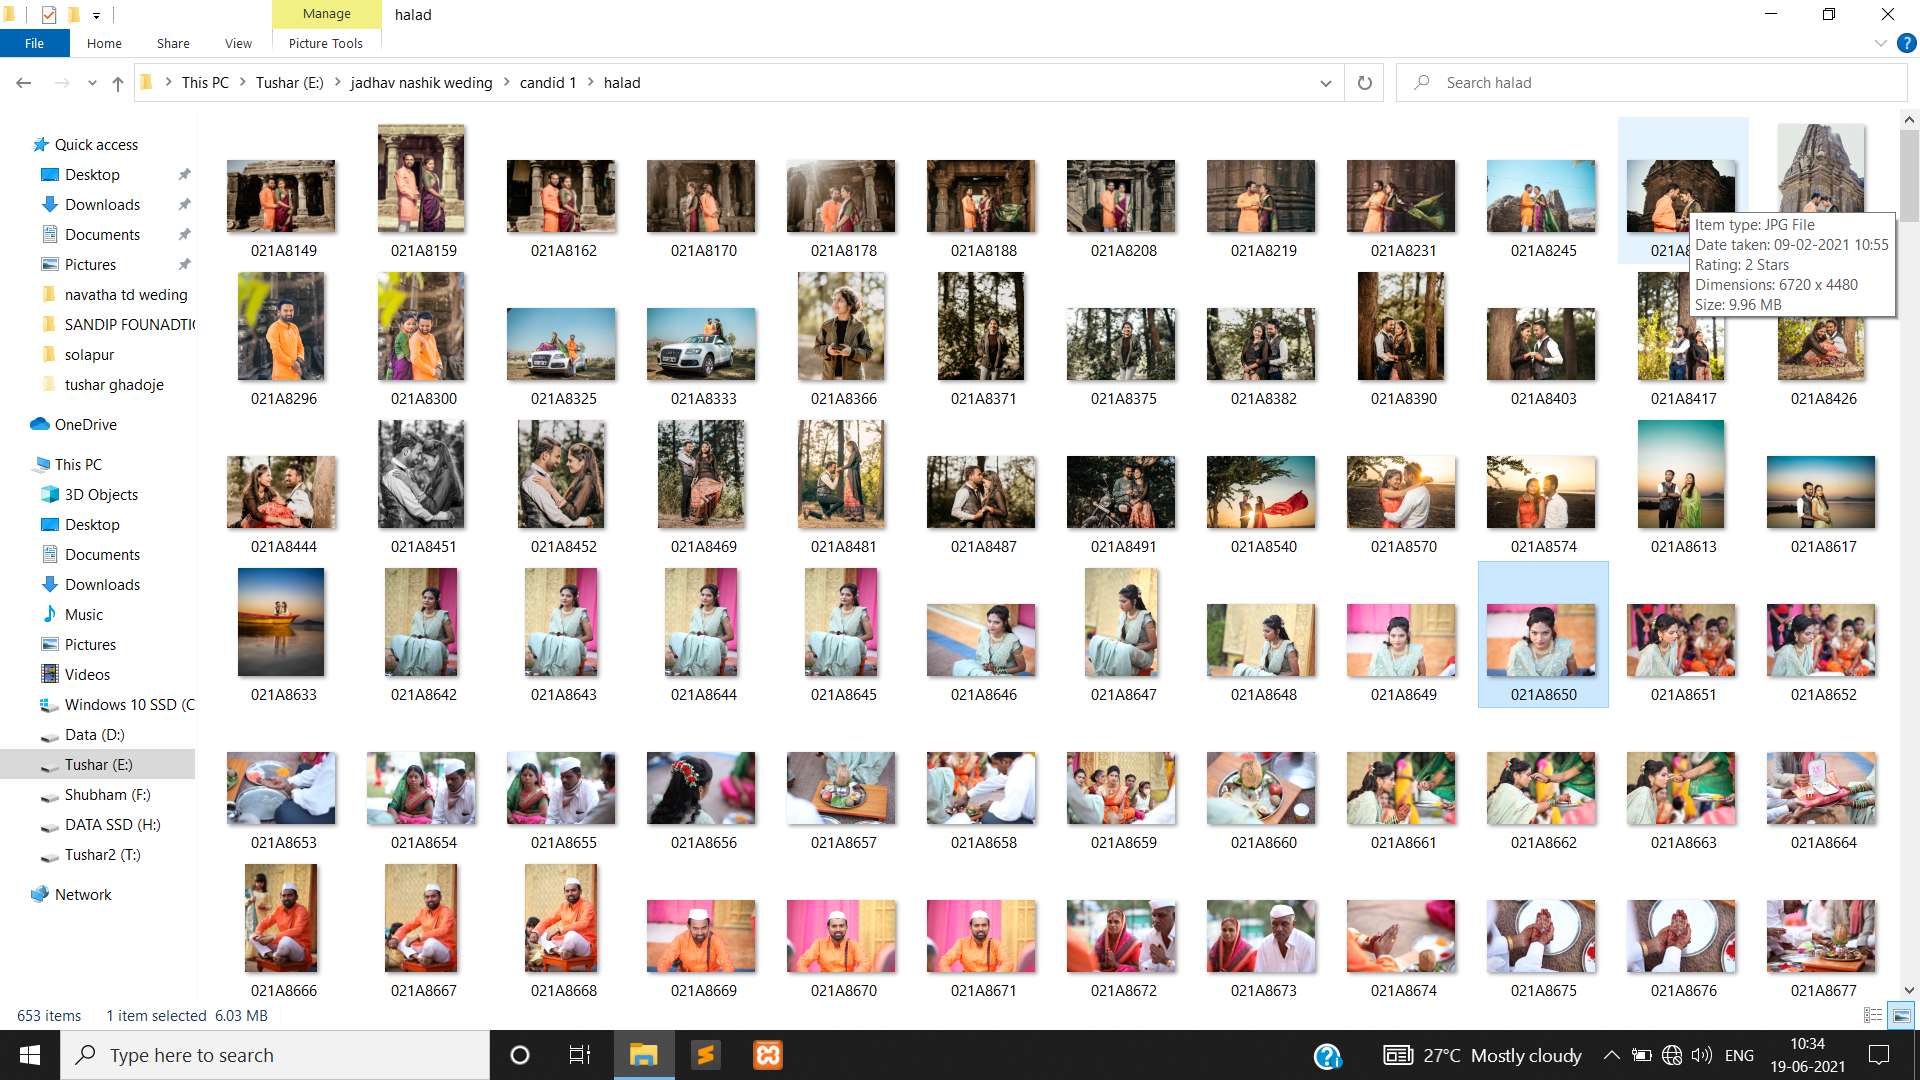 Manage
halad
File
Home
Share
View
Picture Tools
This PC
Tushar (E:)
jadhav nashik weding
candid 1
halad
Search halad
Quick access
Desktop
Downloads
Documents
Pictures
navatha td weding
SANDIP FOUNADTI
solapur
tushar ghadoje
OneDrive
This PC
3D Objects
Desktop
Documents
Downloads
Music
Pictures
Videos
Windows 10 SSD (C
Data (D:)
Tushar (E:)
Shubham (F:)
DATA SSD (H:)
Tushar2 (T:)
Network
021A8149 021A8159 021A8162 021A8170 021A8178 021A8188 021A8208 021A8219 021A8231 021A8245 021A8
Item type: JPG File
Date taken: 09-02-2021 10:55
Rating: 2 Stars
Dimensions: 6720 x 4480
Size: 9.96 MB
021A8296 021A8300 021A8325 021A8333 021A8366 021A8371 021A8375 021A8382 021A8390 021A8403 021A8417 021A8426
021A8444 021A8451 021A8452 021A8469 021A8481 021A8487 021A8491 021A8540 021A8570 021A8574 021A8613 021A8617
021A8633 021A8642 021A8643 021A8644 021A8645 021A8646 021A8647 021A8648 021A8649 021A8650 021A8651 021A8652
021A8653 021A8654 021A8655 021A8656 021A8657 021A8658 021A8659 021A8660 021A8661 021A8662 021A8663 021A8664
021A8666 021A8667 021A8668 021A8669 021A8670 021A8671 021A8672 021A8673 021A8674 021A8675 021A8676 021A8677
653 items
1 item selected 6.03 MB
Type here to search
27°C Mostly cloudy
ENG
10:34
19-06-2021